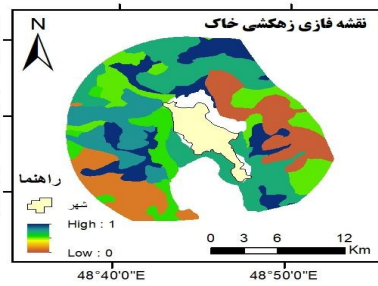 نقشه فازی زهکشی خاک
N
راهنما
شهر
High : 1
Low : 0
0 3 6 12
Km
48°40'0"E 48°50'0"E